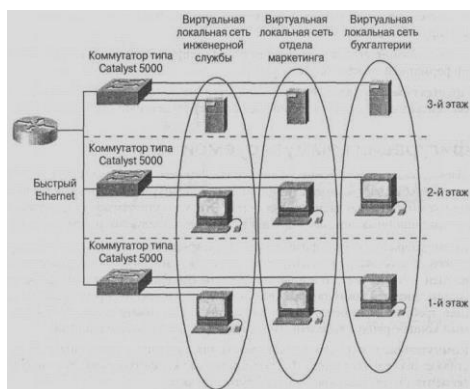 Виртуальная
локальная сеть
инженерной
службы
Виртуальная
локальная сеть
отдела
маркетинга
Виртуальная
локальная сеть
бухгалтерии
Коммутатор типа
Catalyst 5000
3-й этаж
Коммутатор типа
Catalyst 5000
Быстрый
Ethernet
2-й этаж
Коммутатор типа
Catalyst 5000
1-й этаж